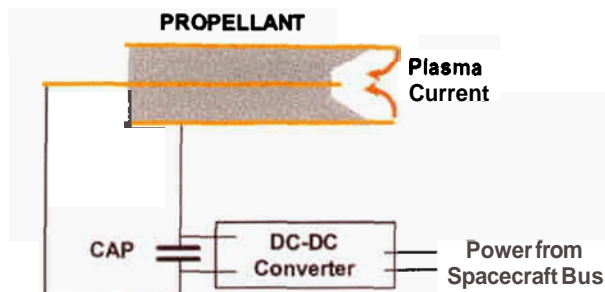 PROPELLANT
Plasma
Current
CAP
DC-DC
Converter
Power from
Spacecraft Bus